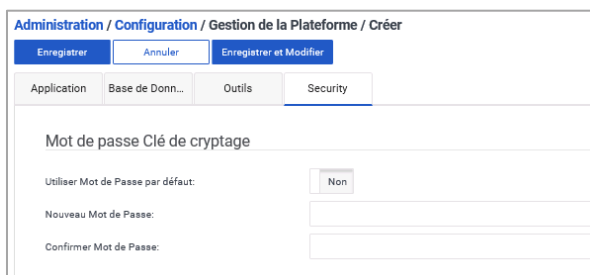 Administration / Configuration / Gestion de la Plateforme / Créer
Enregistrer Annuler Enregistrer et Modifier
Application Base de Donn... Outils Security
Mot de passe Clé de cryptage
Utiliser Mot de Passe par défaut: Non
Nouveau Mot de Passe:
Confirmer Mot de Passe: